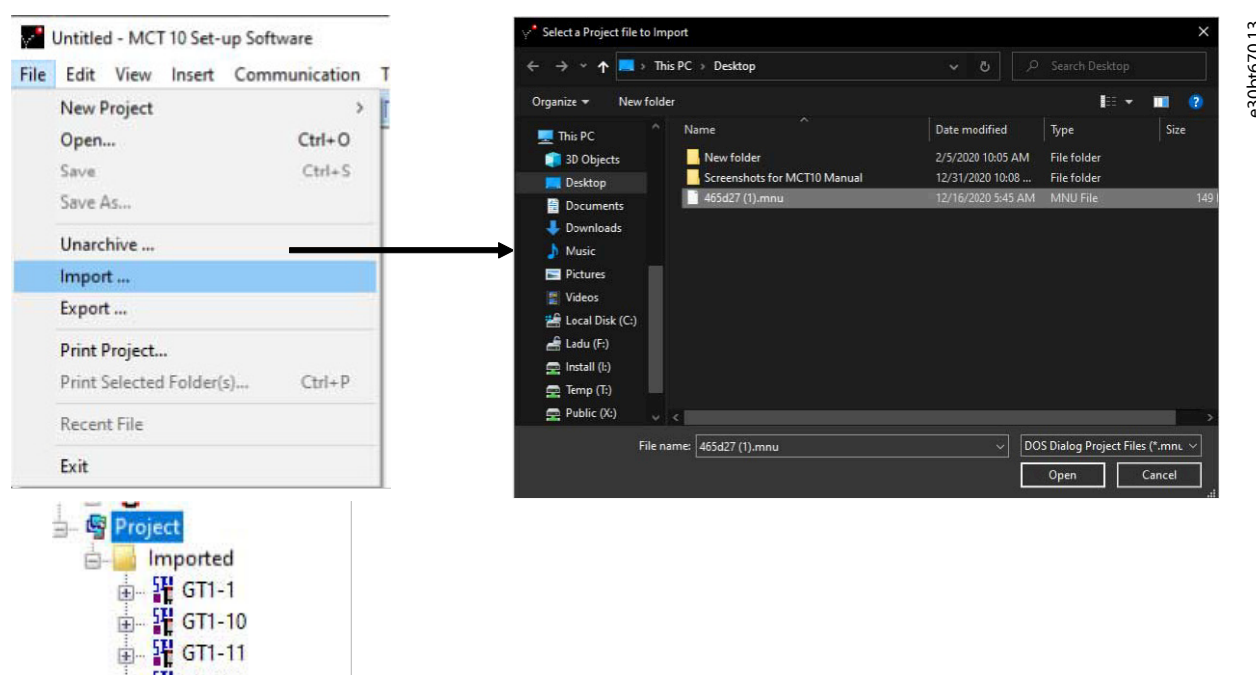 Untitled - MCT 10 Set-up Software
File Edit View Insert Communication T
New Project >
Open... Ctrl+O
Save Ctrl+S
Save As...
Unarchive ...
Import ...
Export ...
Print Project...
Print Selected Folder(s)... Ctrl+P
Recent File
Exit
Select a Project file to Import
This PC > Desktop
Search Desktop
Organize New folder
Name Date modified Type Size
New folder 2/5/2020 10:05 AM File folder
Screenshots for MCT10 Manual 12/31/2020 10:08 ... File folder
465d27 (1).mnu 12/16/2020 5:45 AM MNU File 149
This PC
3D Objects
Desktop
Documents
Downloads
Music
Pictures
Videos
Local Disk (C:)
Ladu (F:)
Install (I:)
Temp (T:)
Public (X:)
File name: 465d27 (1).mnu
DOS Dialog Project Files (*.mnu
Open Cancel
e30bt670.13
Project
Imported
GT1-1
GT1-10
GT1-11